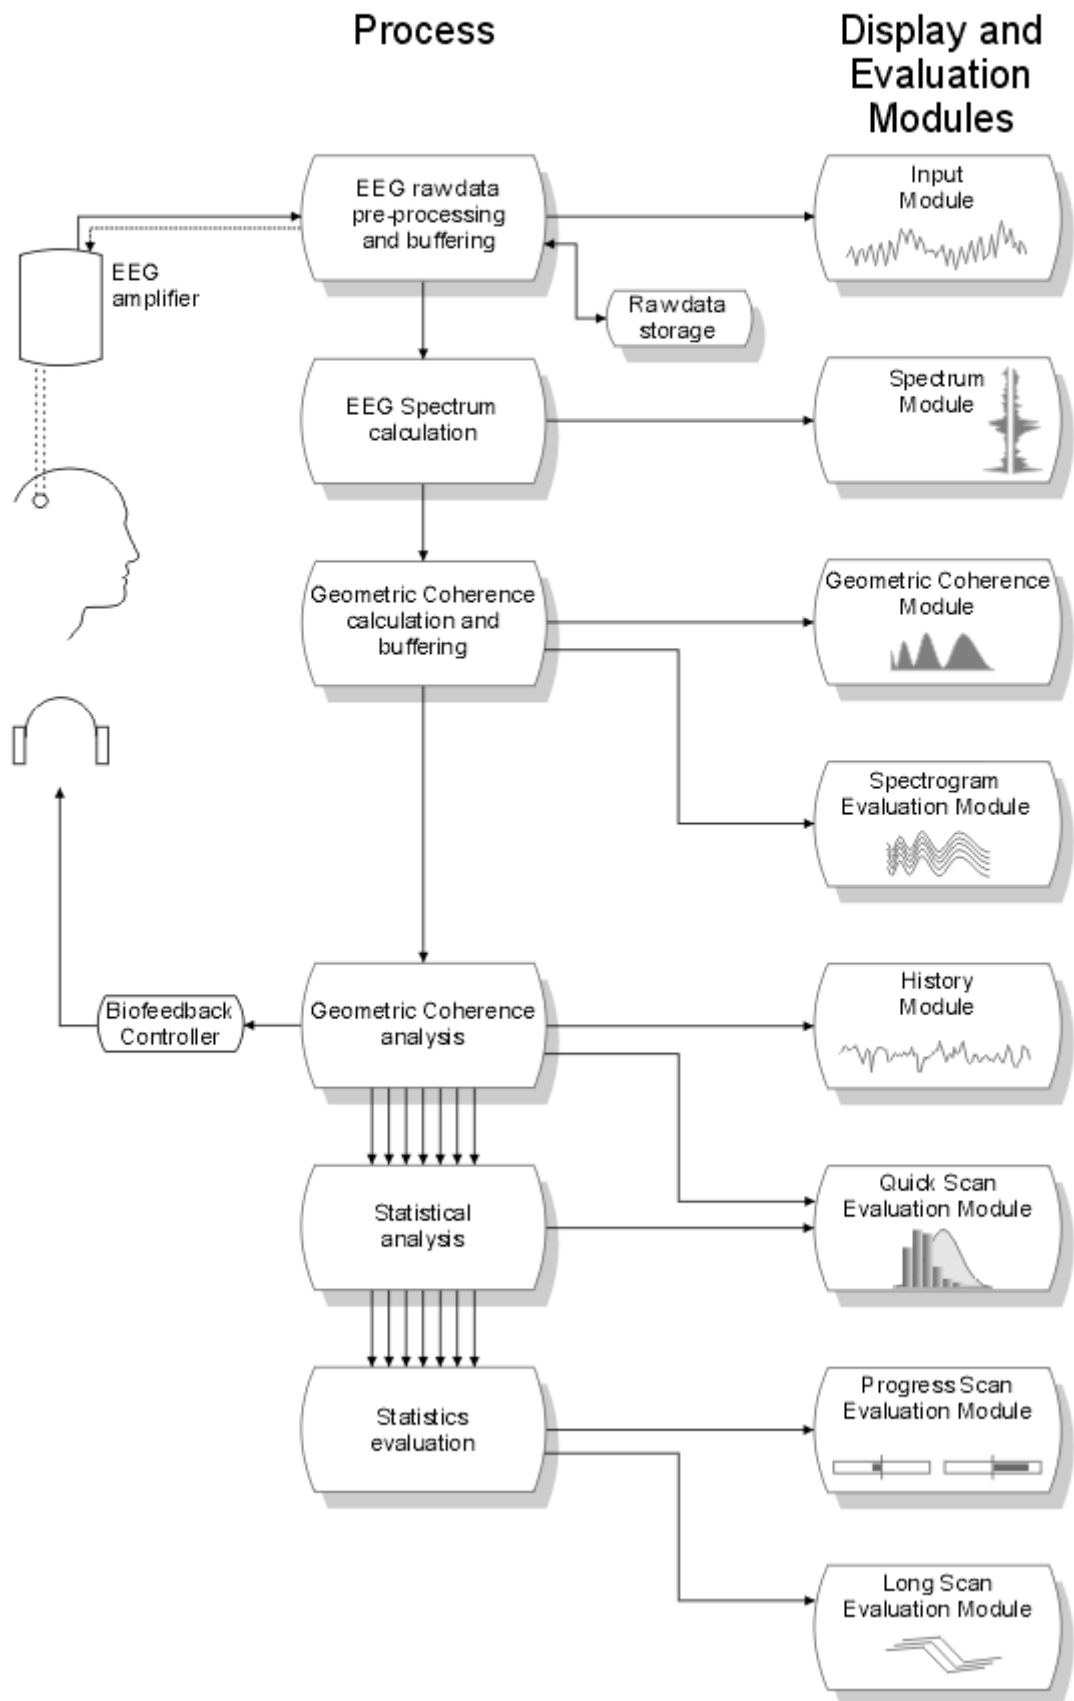 Process
Display and
Evaluation
Modules
EEG rawdata
pre-processing
and buffering
Input
Module
EEG
amplifier
Rawdata
storage
EEG Spectrum
calculation
Spectrum
Module
Geometric Coherence
calculation and
buffering
Geometric Coherence
Module
Spectrogram
Evaluation Module
Biofeedback
Controller
Geometric Coherence
analysis
History
Module
Statistical
analysis
Quick Scan
Evaluation Module
Statistics
evaluation
Progress Scan
Evaluation Module
Long Scan
Evaluation Module